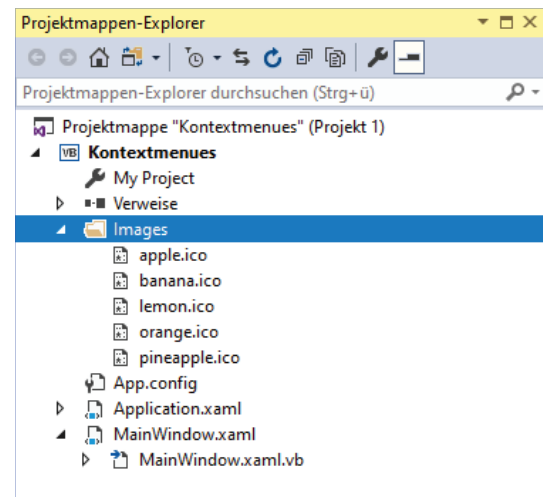 Projektmappen-Explorer
Projektmappen-Explorer durchsuchen (Strg+ü)
Projektmappe "Kontextmenues" (Projekt 1)
VB Kontextmenues
My Project
Verweise
Images
apple.ico
banana.ico
lemon.ico
orange.ico
pineapple.ico
App.config
Application.xaml
MainWindow.xaml
MainWindow.xaml.vb